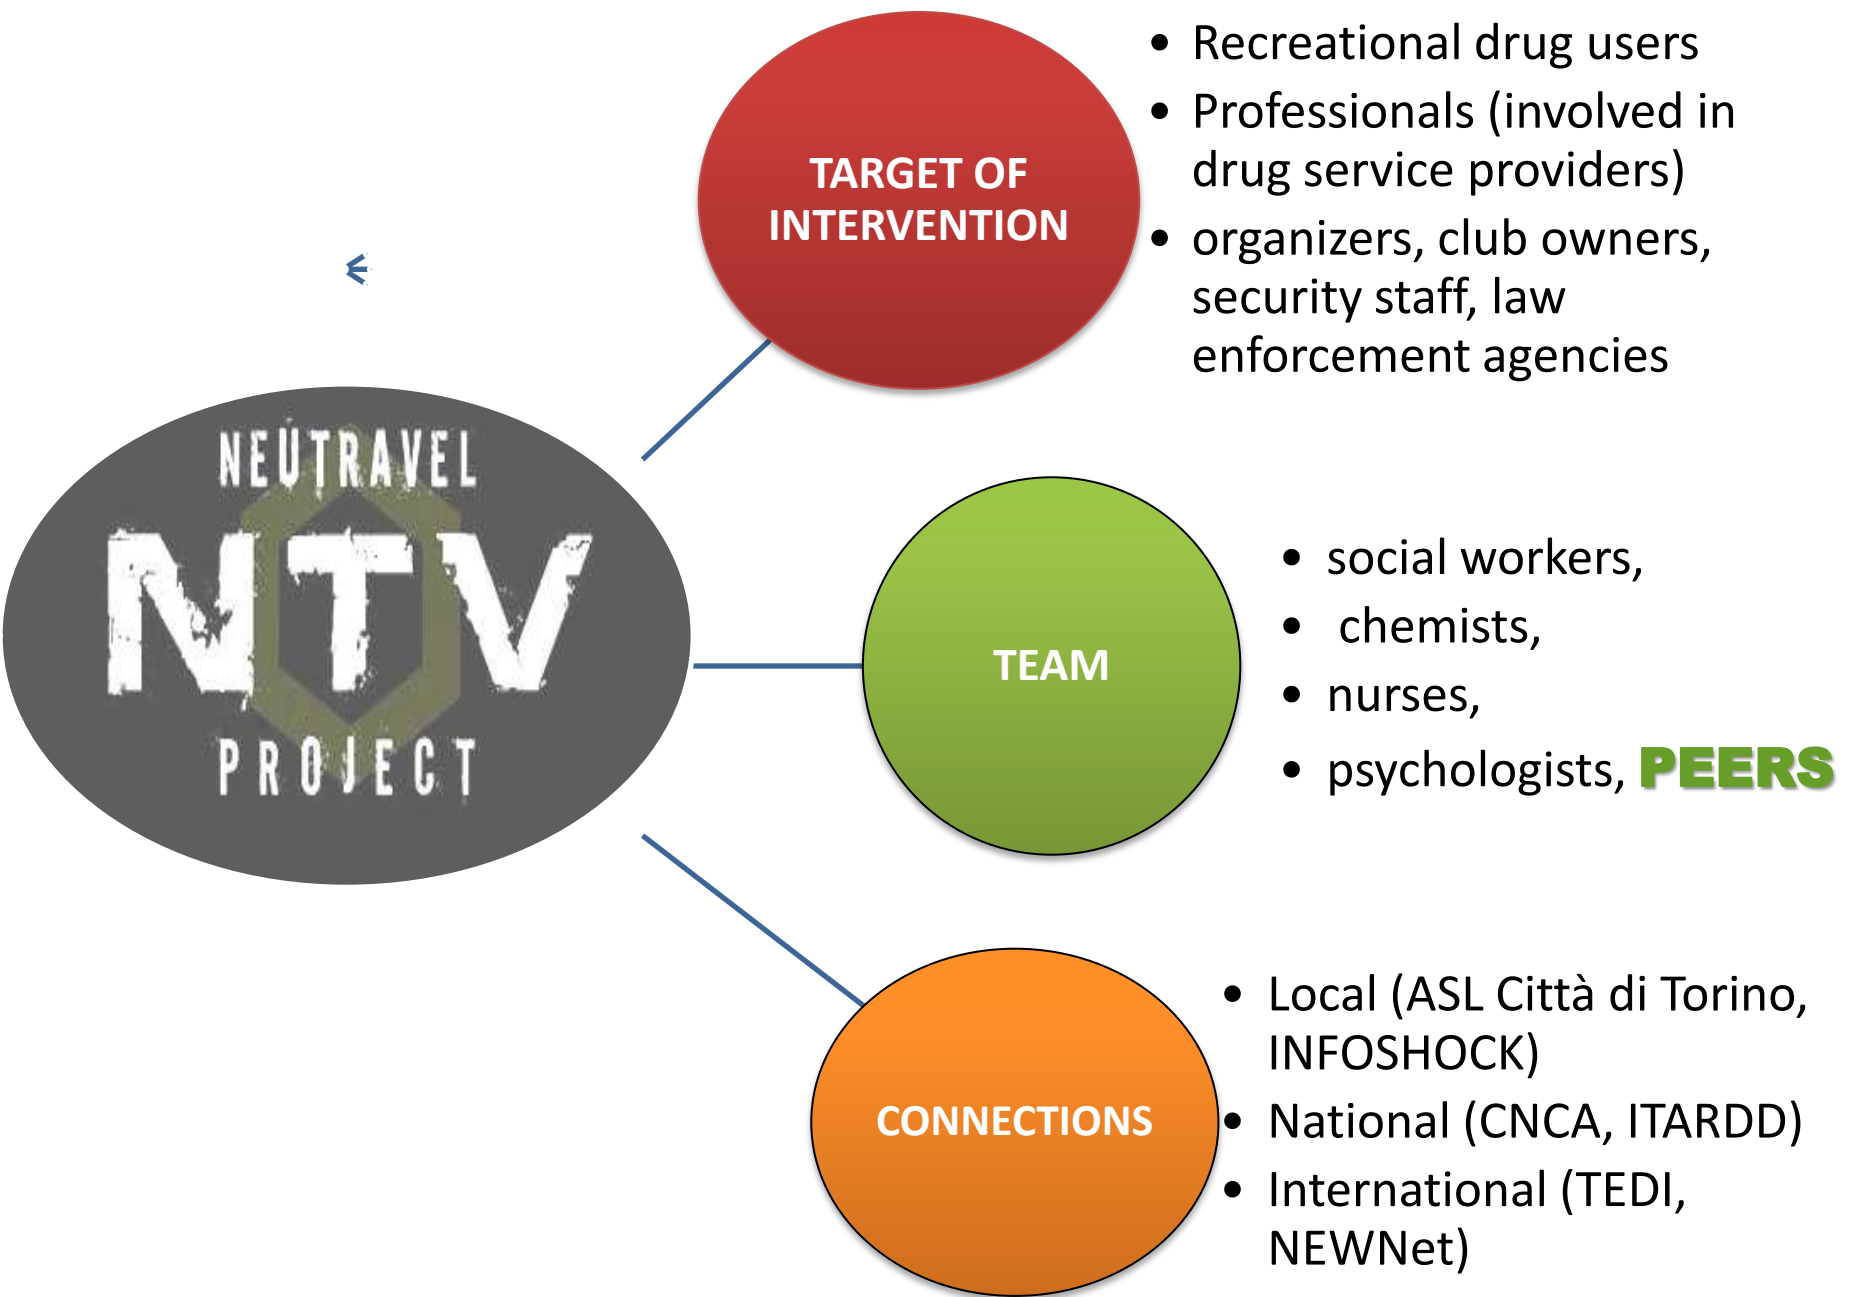 TARGET OF
INTERVENTION
• Recreational drug users
• Professionals (involved in
drug service providers)
• organizers, club owners,
security staff, law
enforcement agencies
NEUTRAVEL
NTV
PROJECT
TEAM
• social workers,
• chemists,
• nurses,
• psychologists, PEERS
CONNECTIONS
• Local (ASL Città di Torino,
INFOSHOCK)
• National (CNCA, ITARDD)
• International (TEDI,
NEWNet)